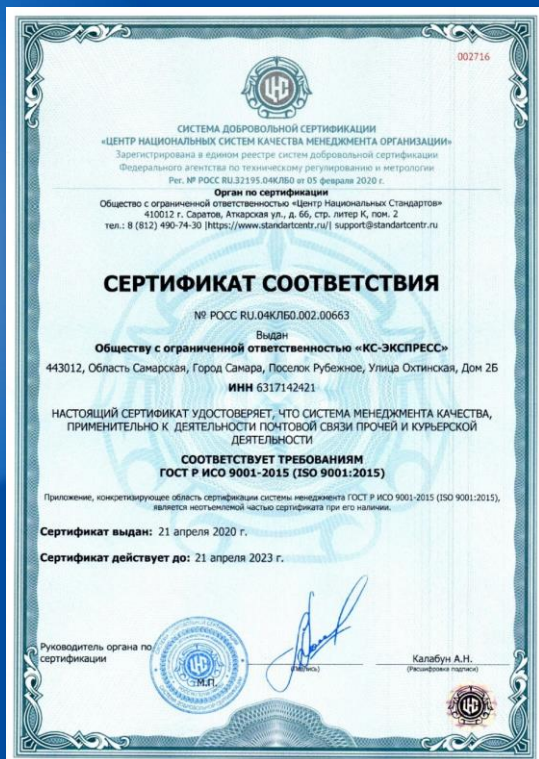 002716
ЦНС
СИСТЕМА ДОБРОВОЛЬНОЙ СЕРТИФИКАЦИИ
«ЦЕНТР НАЦИОНАЛЬНЫХ СИСТЕМ КАЧЕСТВА МЕНЕДЖМЕНТА ОРГАНИЗАЦИИ»
Зарегистрирована в едином реестре систем добровольной сертификации
Федерального агентства по техническому регулированию и метрологии
Рег. № РОСС RU.32195.04КЛБ0 от 05 февраля 2020 г.
Орган по сертификации
Общество с ограниченной ответственностью «Центр Национальных Стандартов»
410012 г. Саратов, Аткарская ул., д. 66, стр. литер К, пом. 2
тел.: 8 (812) 490-74-30 |https://www.standartcentr.ru/| support@standartcentr.ru
СЕРТИФИКАТ СООТВЕТСТВИЯ
№ РОСС RU.04КЛБ0.002.00663
Выдан
Обществу с ограниченной ответственностью «КС-ЭКСПРЕСС»
443012, Область Самарская, Город Самара, Поселок Рубежное, Улица Охтинская, Дом 2Б
ИНН 6317142421
НАСТОЯЩИЙ СЕРТИФИКАТ УДОСТОВЕРЯЕТ, ЧТО СИСТЕМА МЕНЕДЖМЕНТА КАЧЕСТВА,
ПРИМЕНИТЕЛЬНО К ДЕЯТЕЛЬНОСТИ ПОЧТОВОЙ СВЯЗИ ПРОЧЕЙ И КУРЬЕРСКОЙ
ДЕЯТЕЛЬНОСТИ
СООТВЕТСТВУЕТ ТРЕБОВАНИЯМ
ГОСТ Р ИСО 9001-2015 (ISO 9001:2015)
Приложение, конкретизирующее область сертификации системы менеджмента ГОСТ Р ИСО 9001-2015 (ISO 9001:2015),
является неотъемлемой частью сертификата при его наличии.
Сертификат выдан: 21 апреля 2020 г.
Сертификат действует до: 21 апреля 2023 г.
Руководитель органа по
сертификации
ЦНС
М.П.
(Подпись)
Калабун А.Н.
(Расшифровка подписи)
ЦНС